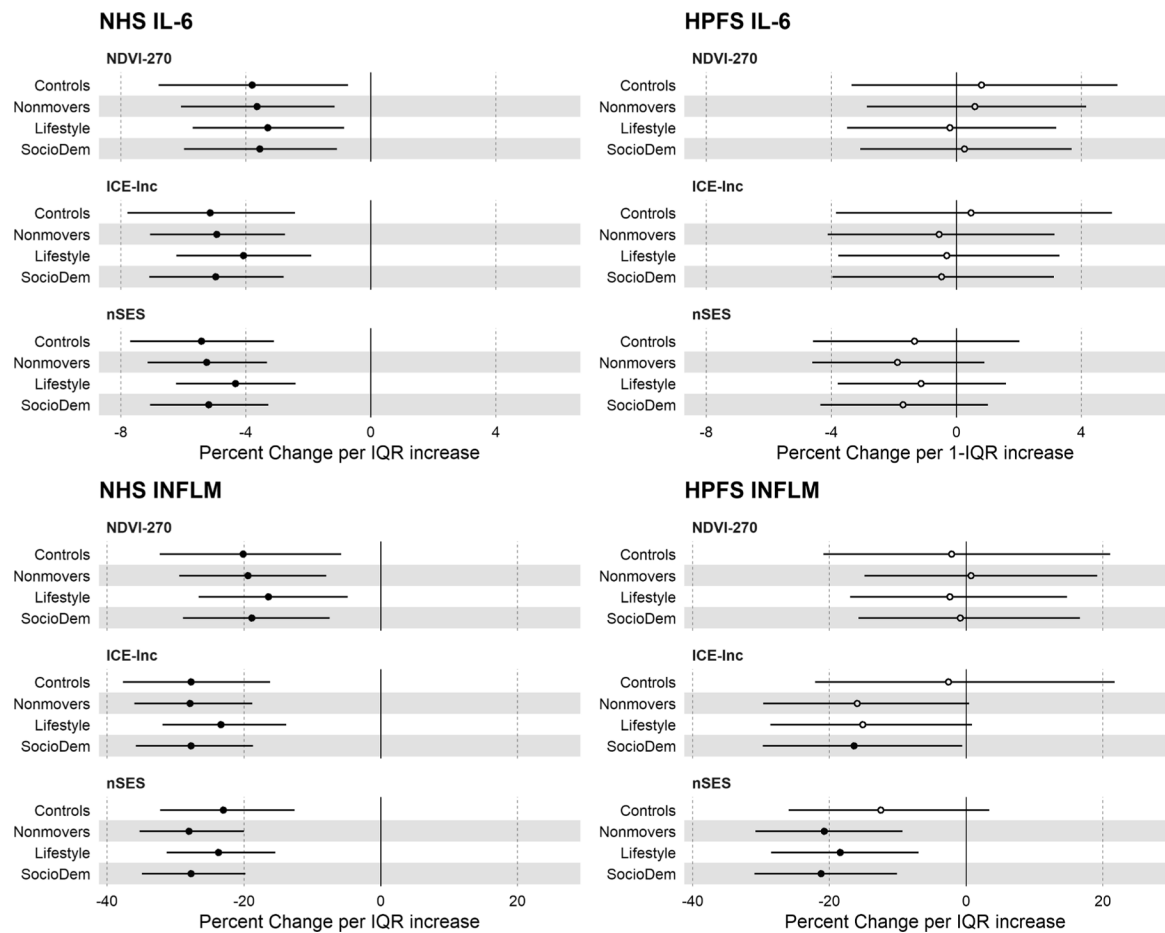 NHS IL-6
NDVI-270
Controls
Nonmovers
Lifestyle
SocioDem
ICE-Inc
Controls
Nonmovers
Lifestyle
SocioDem
nSES
Controls
Nonmovers
Lifestyle
SocioDem
-8 -4 0 4
Percent Change per IQR increase
HPFS IL-6
NDVI-270
Controls
Nonmovers
Lifestyle
SocioDem
ICE-Inc
Controls
Nonmovers
Lifestyle
SocioDem
nSES
Controls
Nonmovers
Lifestyle
SocioDem
-8 -4 0 4
Percent Change per 1-IQR increase
NHS INFLM
NDVI-270
Controls
Nonmovers
Lifestyle
SocioDem
ICE-Inc
Controls
Nonmovers
Lifestyle
SocioDem
nSES
Controls
Nonmovers
Lifestyle
SocioDem
-40 -20 0 20
Percent Change per IQR increase
HPFS INFLM
NDVI-270
Controls
Nonmovers
Lifestyle
SocioDem
ICE-Inc
Controls
Nonmovers
Lifestyle
SocioDem
nSES
Controls
Nonmovers
Lifestyle
SocioDem
-40 -20 0 20
Percent Change per IQR increase